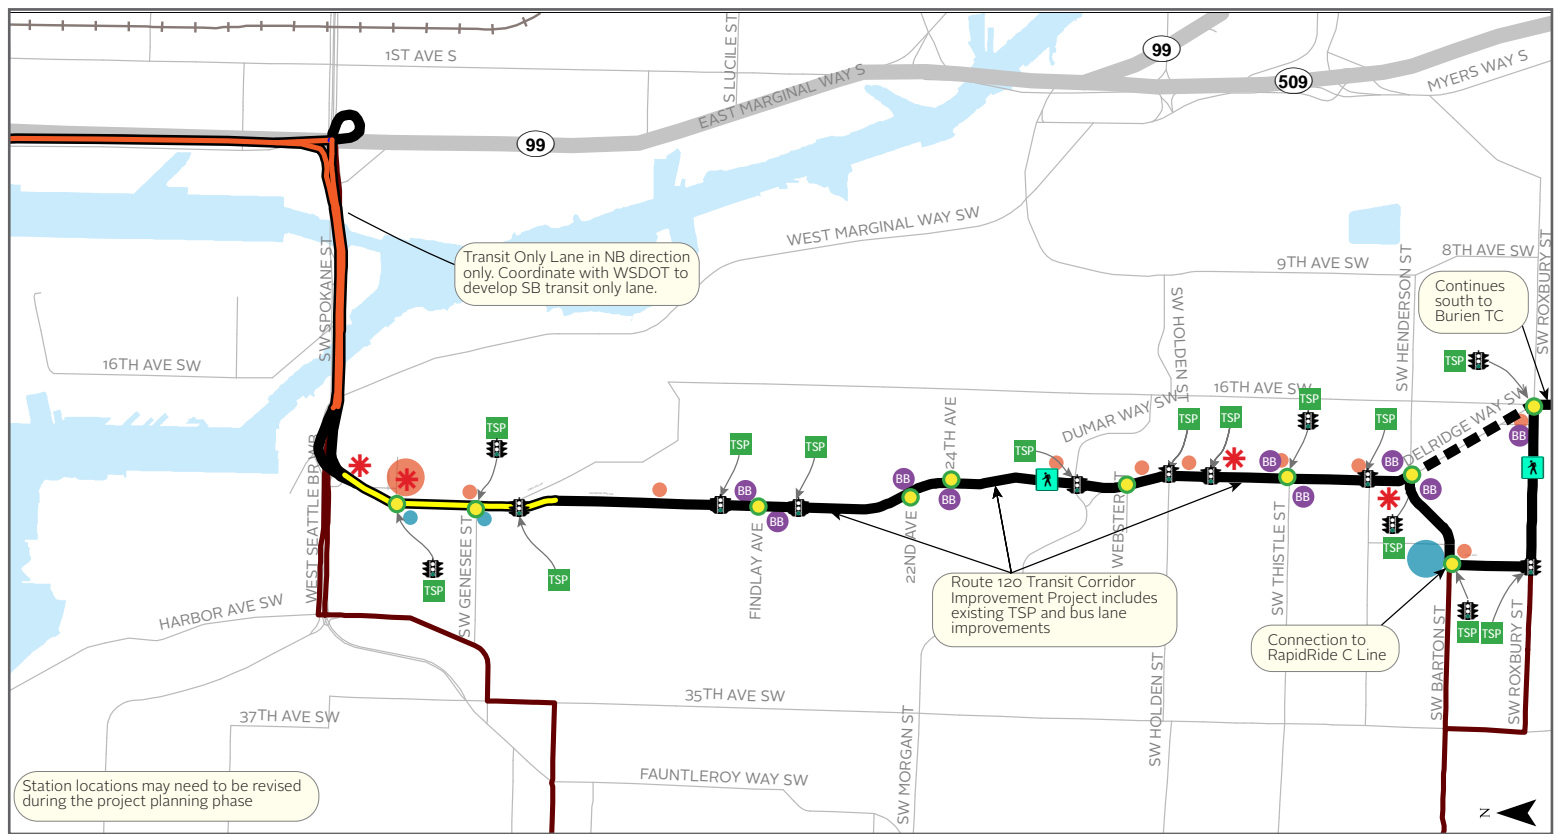 1ST AVE S
S LUCILE ST
EAST MARGINAL WAY S
99
99
509
MYERS WAY S
WEST MARGINAL WAY SW
SW SPOKANE ST
Transit Only Lane in NB direction
only. Coordinate with WSDOT to
develop SB transit only lane.
9TH AVE SW
8TH AVE SW
SW ROXBURY ST
SW HENDERSON ST
Continues
south to
Burien TC
16TH AVE SW
SW HOLDEN ST
16TH AVE SW
DUMAR WAY SW
DELRIDGE WAY SW
24TH AVE
TSP
TSP
TSP
TSP
TSP
TSP
TSP
TSP
TSP
BB
BB
BB
BB
BB
BB
BB
BB
BB
BB
TSP
TSP
TSP
TSP
TSP
WEST SEATTLE BR WB
SW GENESEE ST
FINDLAY AVE
22ND AVE
WEBSTER T
SW THISTLE ST
HARBOR AVE SW
Route 120 Transit Corridor
Improvement Project includes
existing TSP and bus lane
improvements
Connection to
RapidRide C Line
SW BARTON ST
SW ROXBURY ST
35TH AVE SW
37TH AVE SW
SW MORGAN ST
SW HOLDEN ST
FAUNTLEROY WAY SW
Station locations may need to be revised
during the project planning phase
N